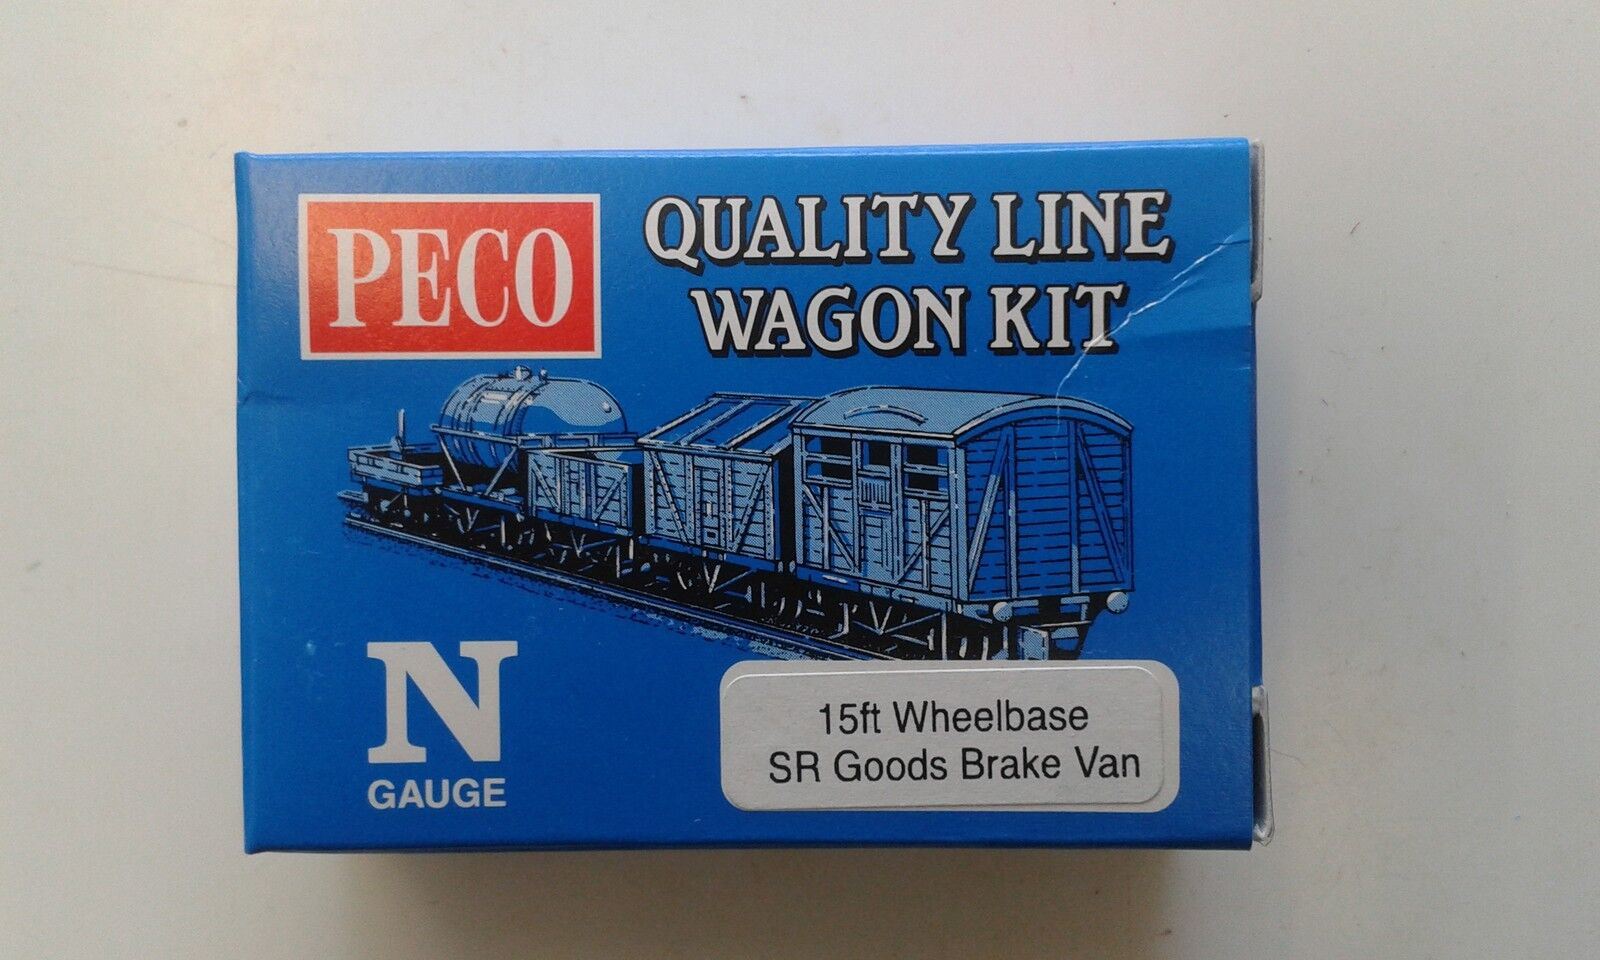 PECO
QUALITY LINE
WAGON KIT
N
GAUGE
15ft Wheelbase
SR Goods Brake Van